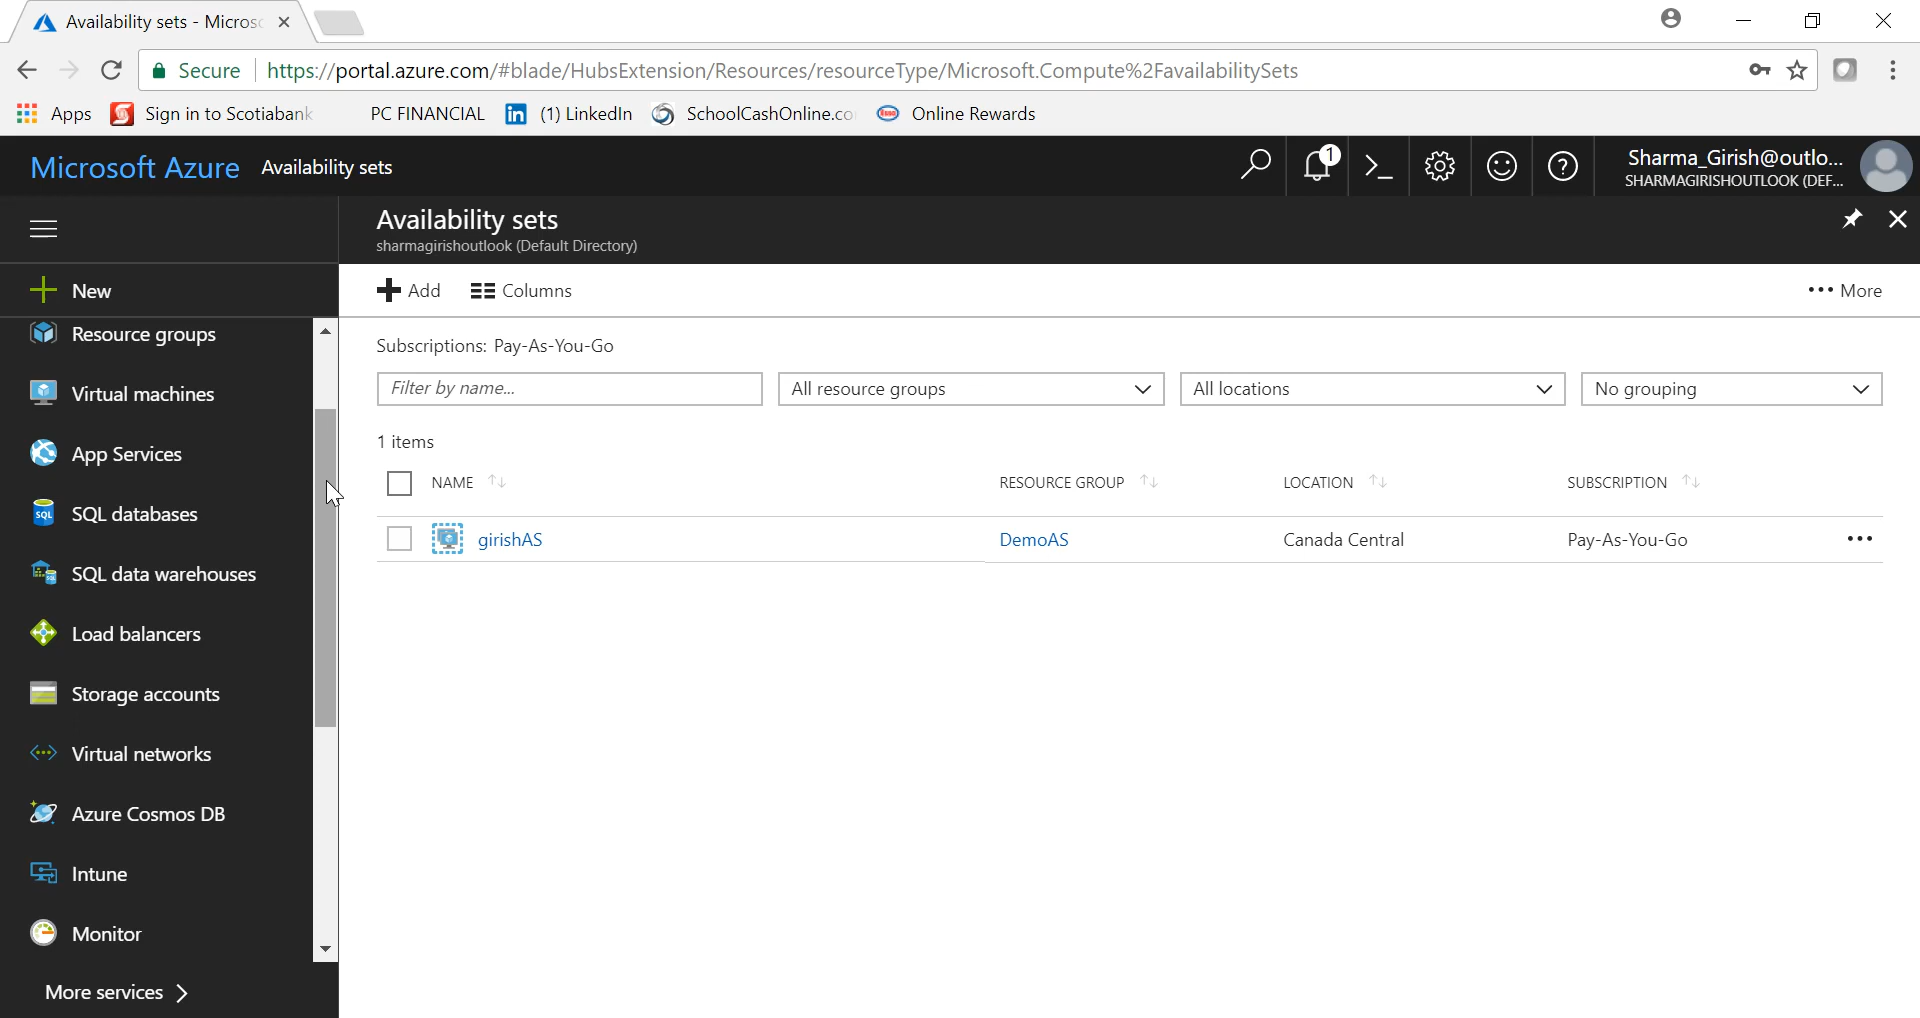 Availability sets - Micros
Secure https://portal.azure.com/#blade/HubsExtension/Resources/resourceType/Microsoft.Compute%2FavailabilitySets
Apps Sign in to Scotiabank PC FINANCIAL (1) LinkedIn SchoolCashOnline.co Esso Online Rewards
Microsoft Azure Availability sets 1 Sharma_Girish@outlo...
SHARMAGIRISHOUTLOOK (DEF...
Availability sets
sharmagirishoutlook (Default Directory)
New
Add Columns More
Resource groups
Virtual machines
App Services
SQL databases
SQL data warehouses
Load balancers
Storage accounts
Virtual networks
Azure Cosmos DB
Intune
Monitor
More services
Subscriptions: Pay-As-You-Go
Filter by name... All resource groups All locations No grouping
1 items
NAME RESOURCE GROUP LOCATION SUBSCRIPTION
girishAS DemoAS Canada Central Pay-As-You-Go